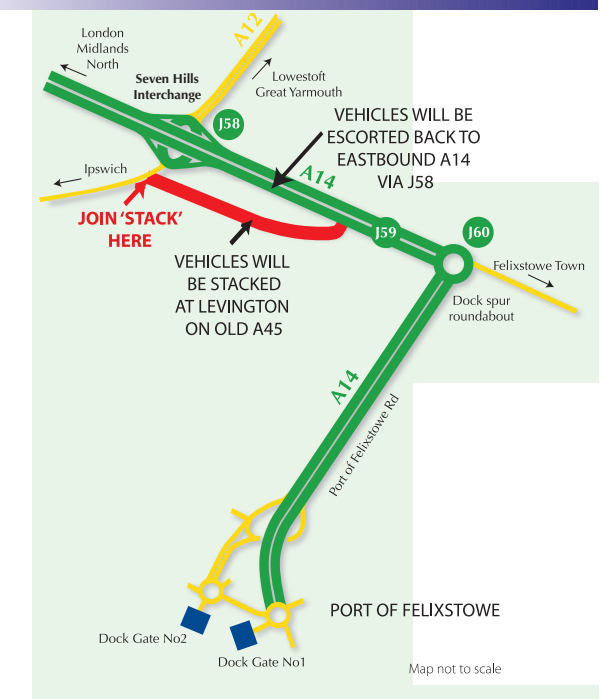 London
Midlands
North
A12
Seven Hills
Interchange
Lowestoft
Great Yarmouth
J58
VEHICLES WILL BE
ESCORTED BACK TO
EASTBOUND A14
VIA J58
Ipswich
A14
JOIN 'STACK'
HERE
J59
J60
VEHICLES WILL
BE STACKED
AT LEVINGTON
ON OLD A45
Felixstowe Town
Dock spur
roundabout
A14
Port of Felixstowe Rd
PORT OF FELIXSTOWE
Dock Gate No2
Dock Gate No1
Map not to scale